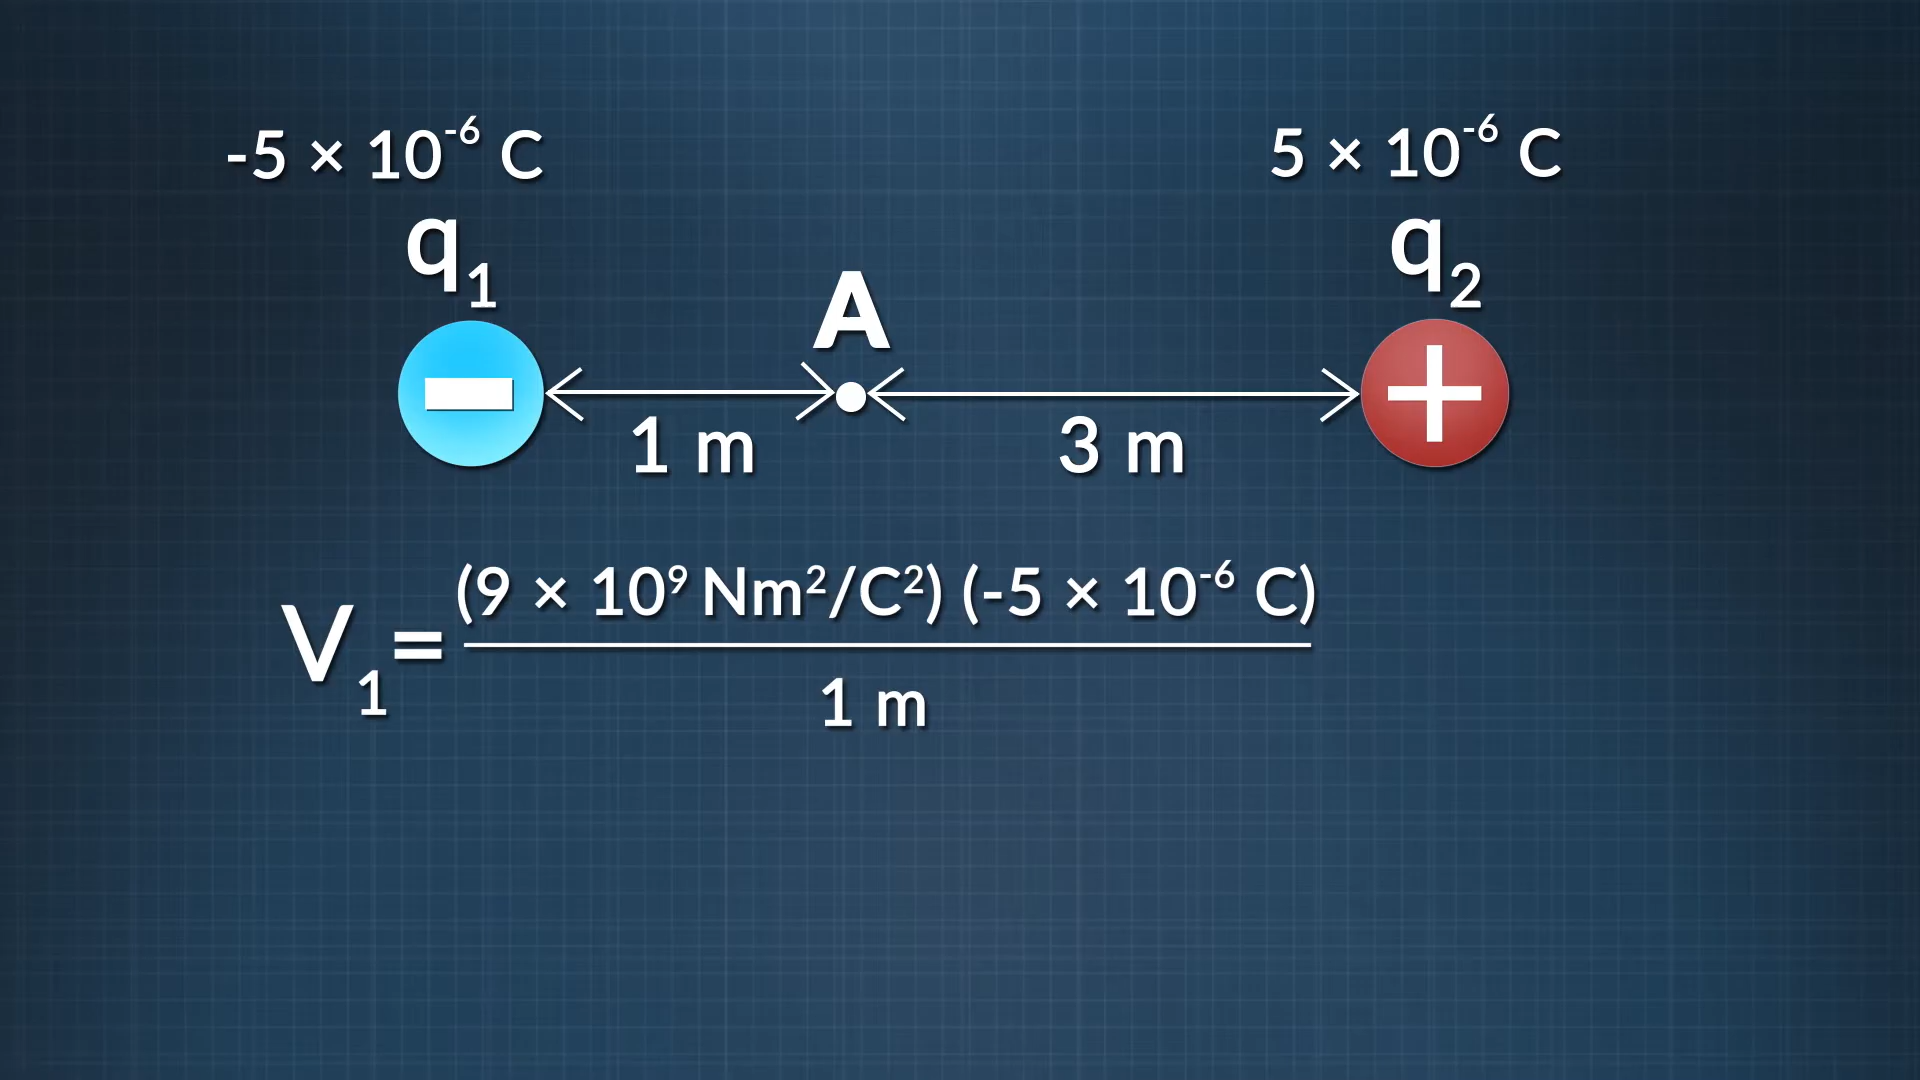 -5 × 10⁻⁶ C 5 × 10⁻⁶ C
q₁ q₂
A
1 m 3 m
V₁ = (9 × 10⁹ Nm²/C²) (-5 × 10⁻⁶ C)
1 m